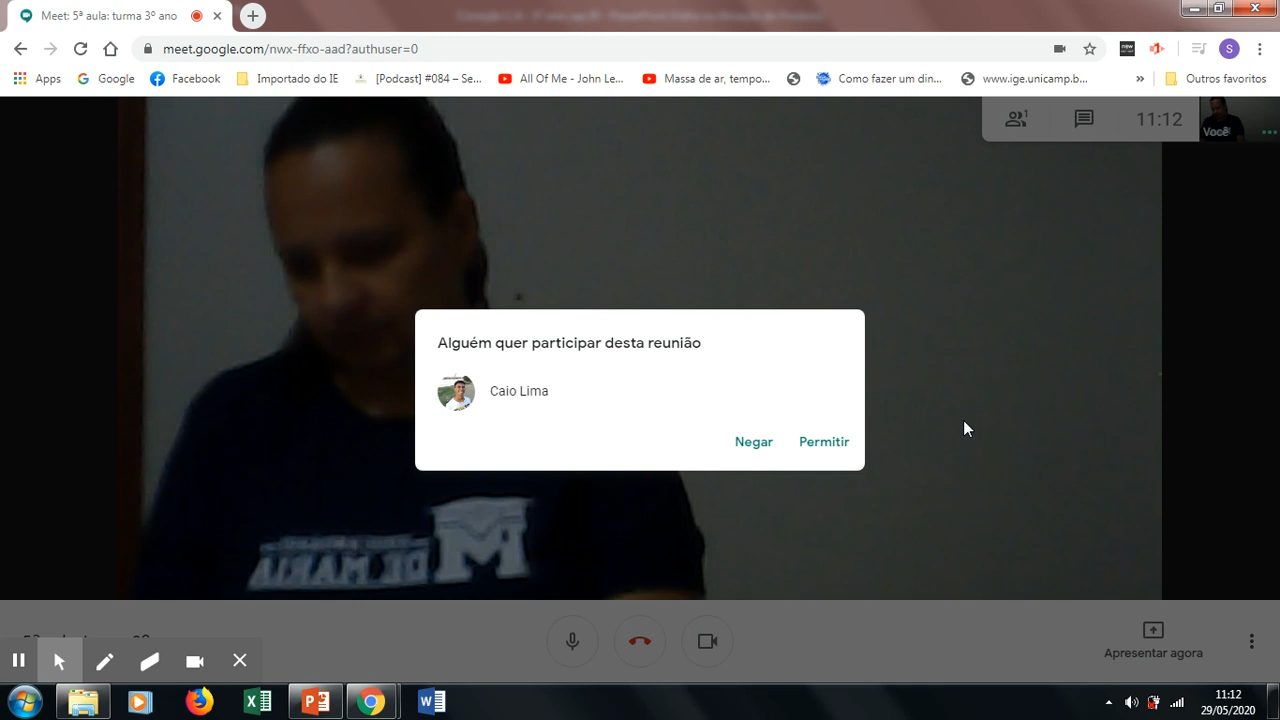 Meet: 5ª aula: turma 3º ano
meet.google.com/nwx-ffxo-aad?authuser=0
new
S
Apps Google Facebook Importado do IE [Podcast] #084 – Se... All Of Me - John Le... Massa de ar, tempo... Como fazer um din... www.ige.unicamp.b... » Outros favoritos
1
11:12
Você
Alguém quer participar desta reunião
Caio Lima
Negar Permitir
Apresentar agora
11:12
29/05/2020